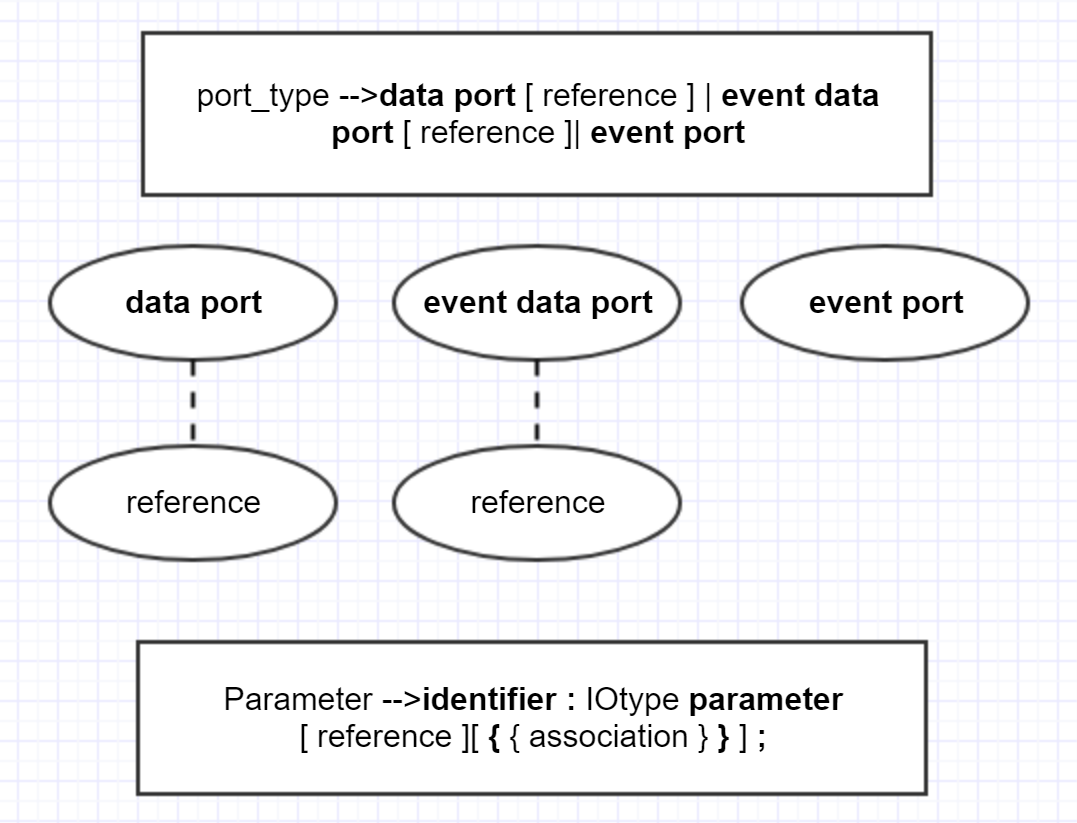 port_type -->data port [ reference ] | event data
port [ reference ]| event port
data port
event data port
event port
reference
reference
Parameter -->identifier : IOtype parameter
[ reference ][ { { association } } ] ;